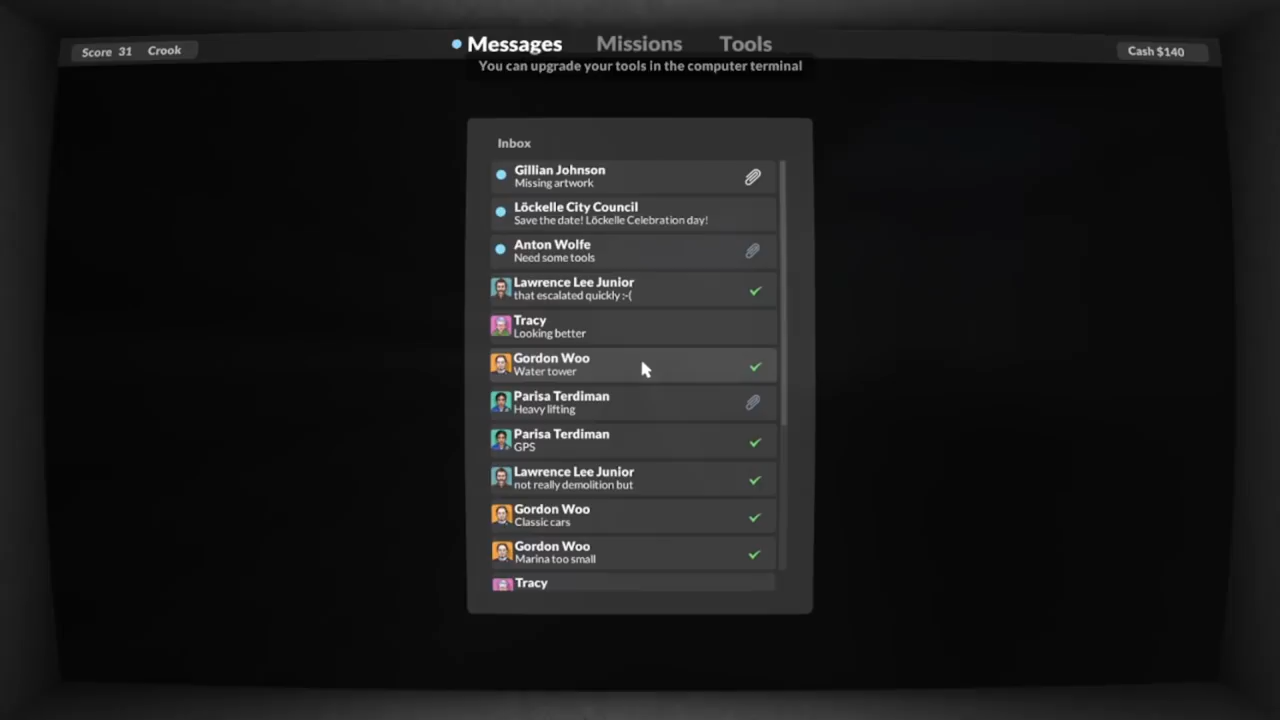 Score 31 Crook
Messages Missions Tools
Cash $140
You can upgrade your tools in the computer terminal
Inbox
Gillian Johnson
Missing artwork
Löckelle City Council
Save the date! Löckelle Celebration day!
Anton Wolfe
Need some tools
Lawrence Lee Junior
that escalated quickly :-(
Tracy
Looking better
Gordon Woo
Water tower
Parisa Terdiman
Heavy lifting
Parisa Terdiman
GPS
Lawrence Lee Junior
not really demolition but
Gordon Woo
Classic cars
Gordon Woo
Marina too small
Tracy